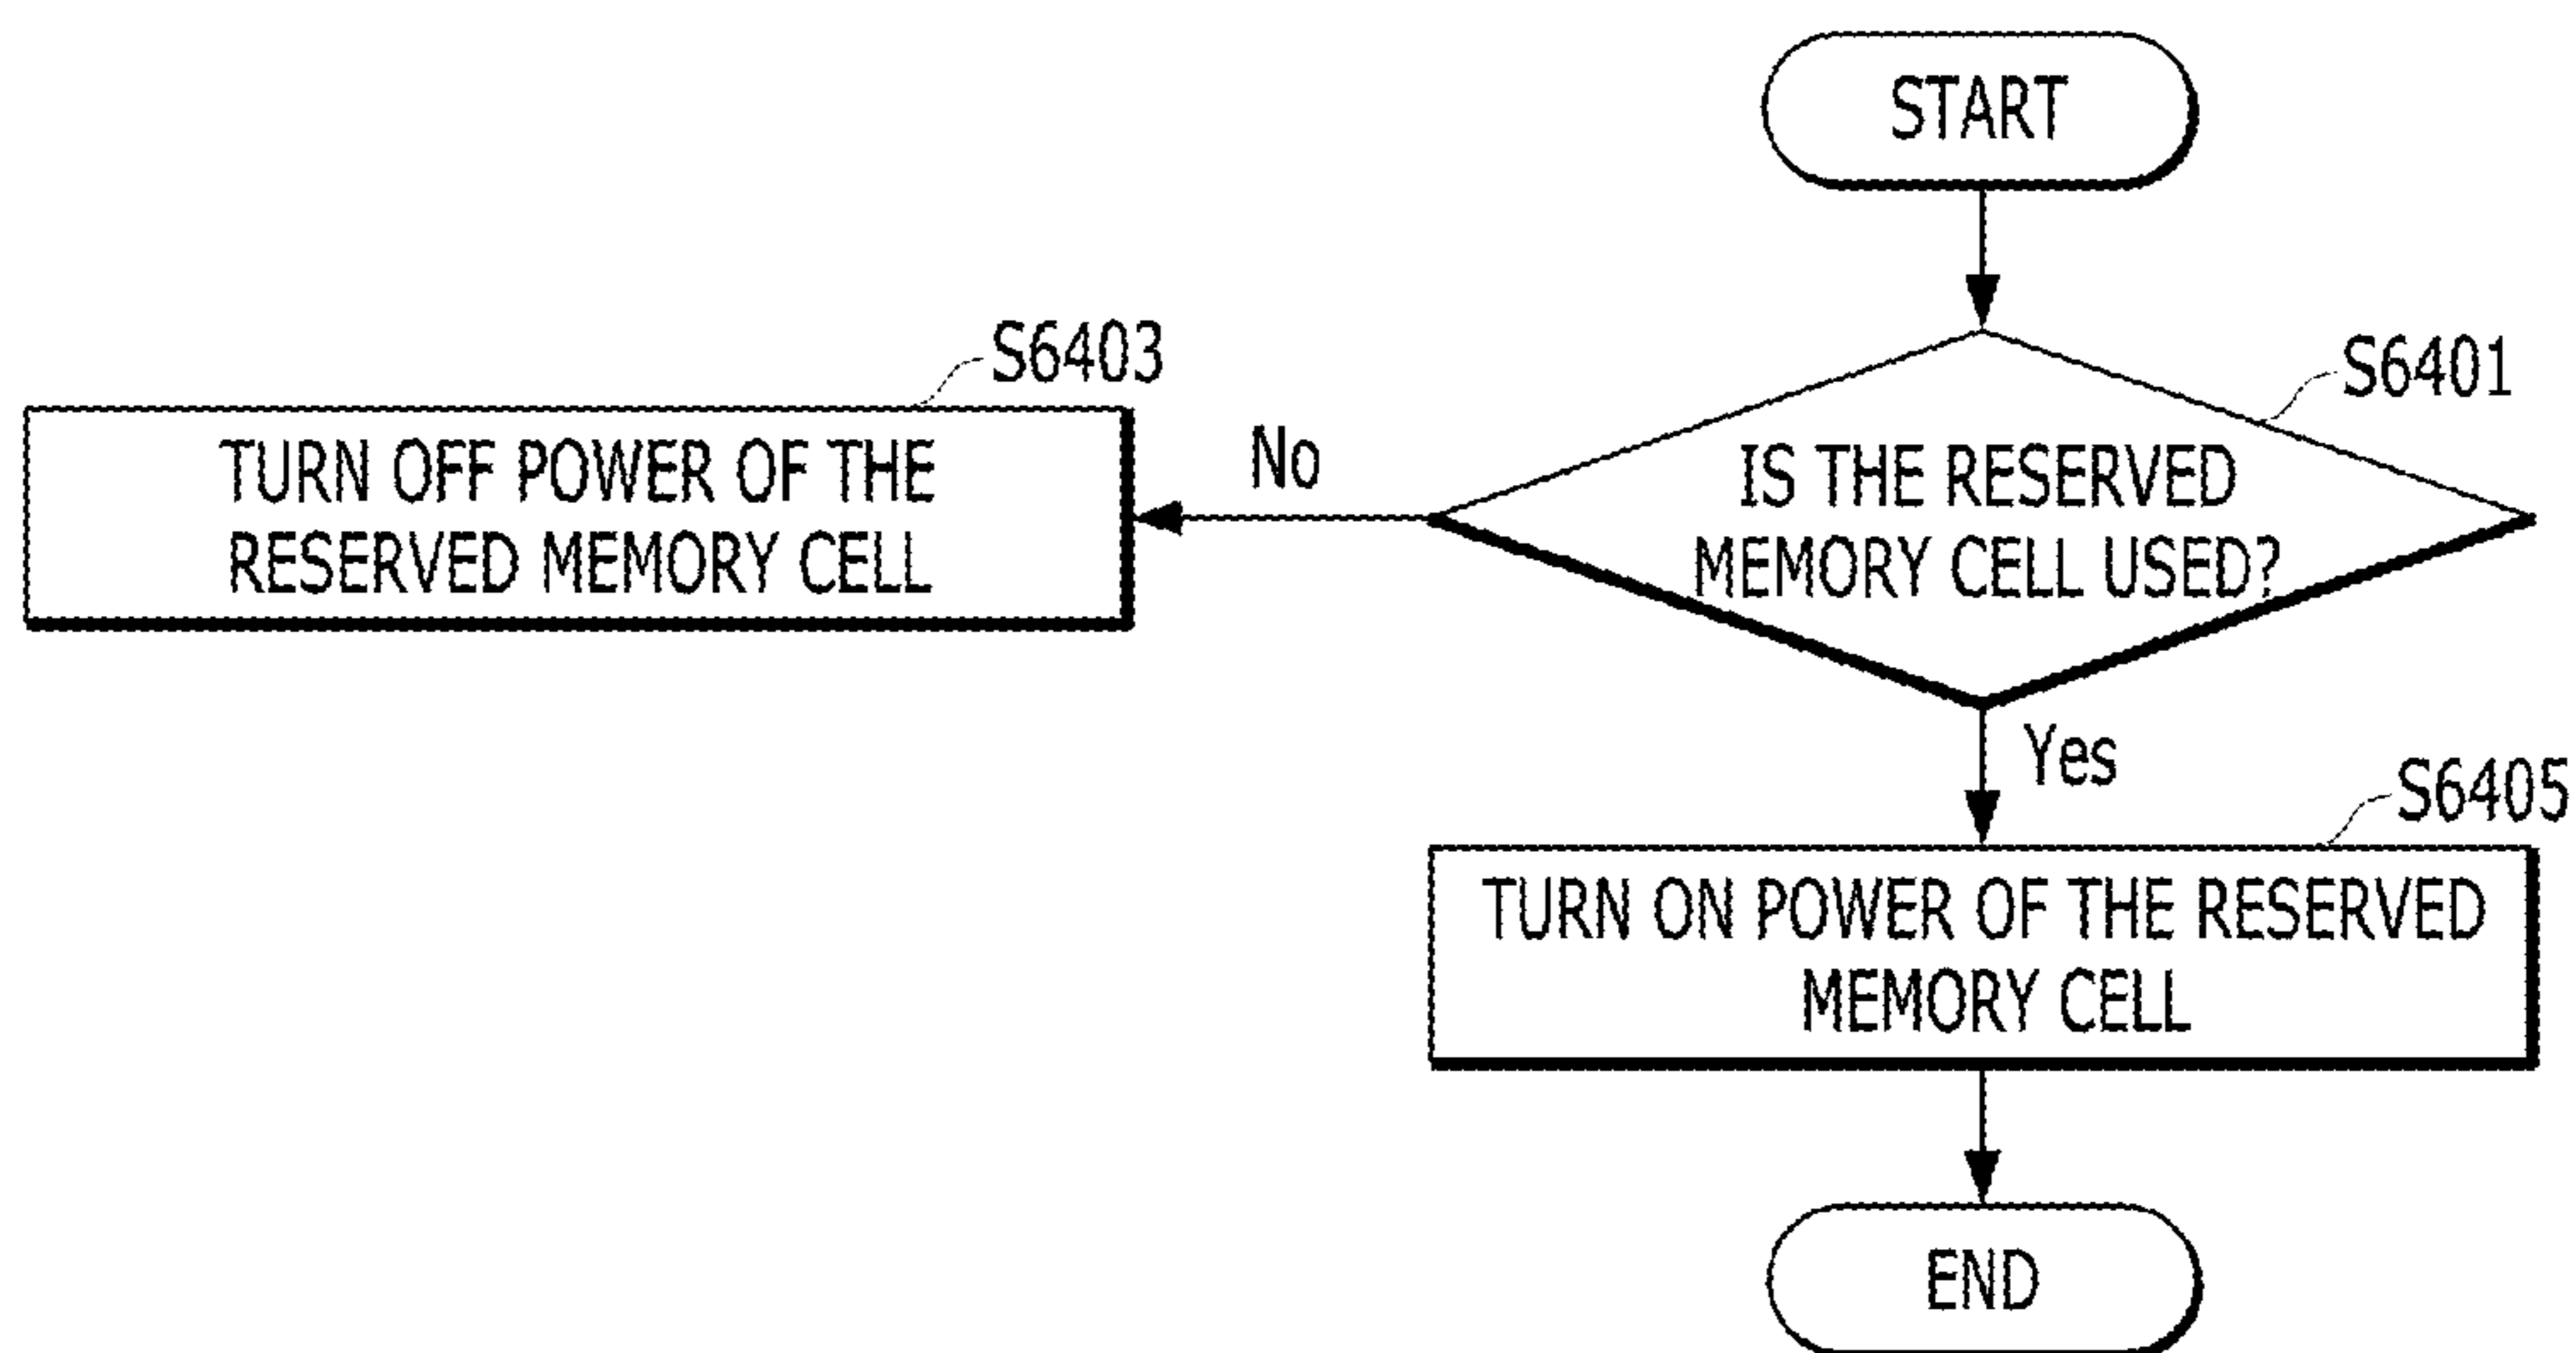 START
S6401
IS THE RESERVED
MEMORY CELL USED?
No
S6403
TURN OFF POWER OF THE
RESERVED MEMORY CELL
Yes
S6405
TURN ON POWER OF THE RESERVED
MEMORY CELL
END